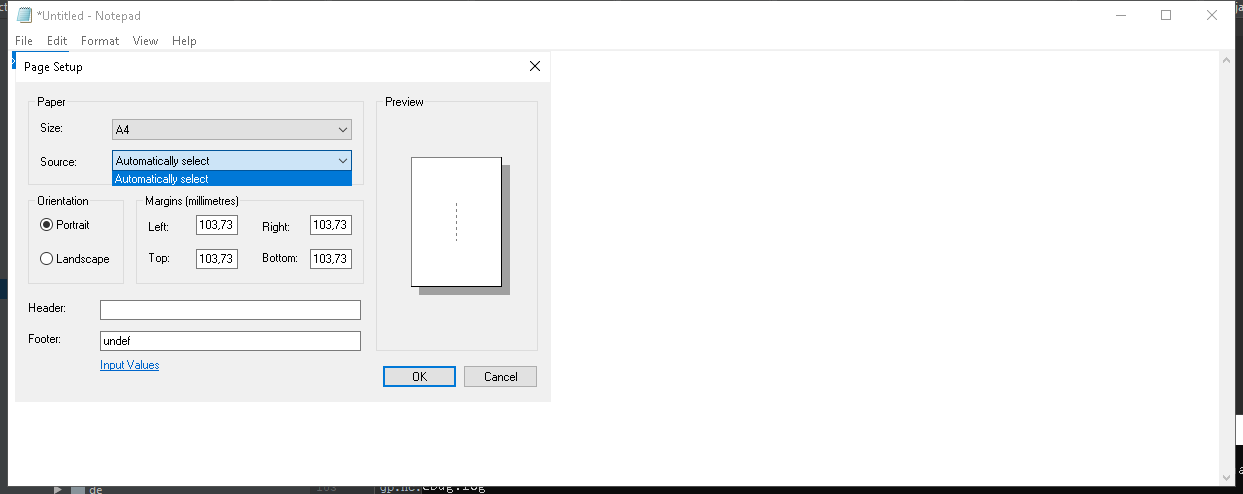 *Untitled - Notepad
File Edit Format View Help
Page Setup
Paper
Size: A4
Source: Automatically select
Automatically select
Orientation
Portrait
Landscape
Margins (millimetres)
Left: 103,73 Right: 103,73
Top: 103,73 Bottom: 103,73
Header:
Footer: undef
Input Values
Preview
OK Cancel
de